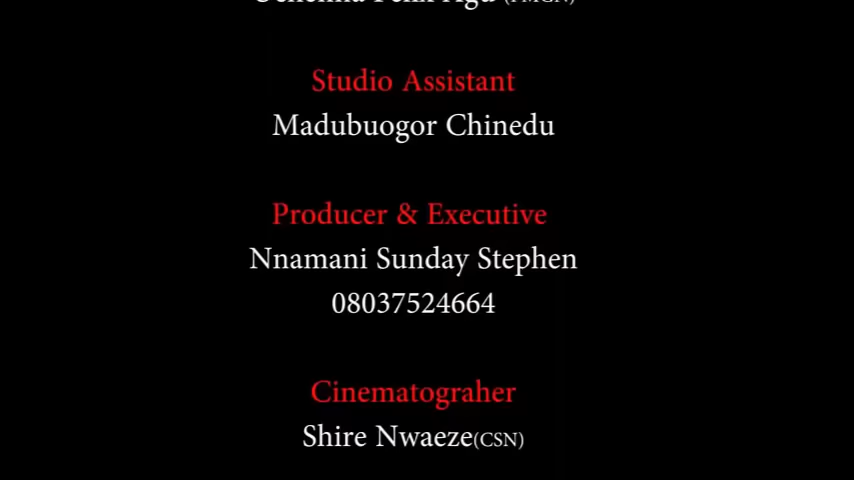 Studio Assistant
Madubuogor Chinedu
Producer & Executive
Nnamani Sunday Stephen
08037524664
Cinematograher
Shire Nwaeze(CSN)